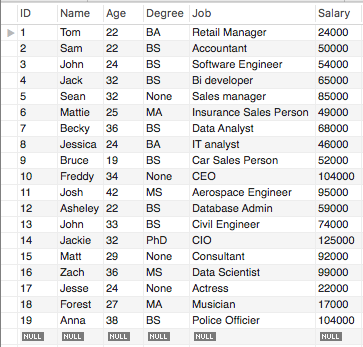 ID Name Age Degree Job Salary
1 Tom 22 BA Retail Manager 24000
2 Sam 22 BS Accountant 50000
3 John 24 BS Software Engineer 54000
4 Jack 32 BS Bi developer 65000
5 Sean 32 None Sales manager 85000
6 Mattie 25 MA Insurance Sales Person 49000
7 Becky 36 BS Data Analyst 68000
8 Jessica 24 BA IT analyst 46000
9 Bruce 19 BS Car Sales Person 52000
10 Freddy 34 None CEO 104000
11 Josh 42 MS Aerospace Engineer 95000
12 Asheley 22 BS Database Admin 59000
13 John 33 BS Civil Engineer 74000
14 Jackie 32 PhD CIO 125000
15 Matt 29 None Consultant 92000
16 Zach 36 MS Data Scientist 99000
17 Jesse 24 None Actress 22000
18 Forest 27 MA Musician 17000
19 Anna 38 BS Police Officier 104000
NULL NULL NULL NULL NULL NULL